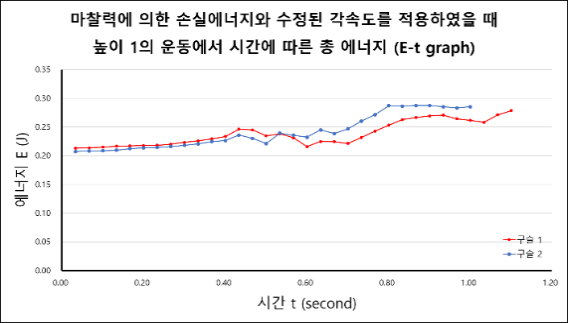 마찰력에 의한 손실에너지와 수정된 각속도를 적용하였을 때
높이 1의 운동에서 시간에 따른 총 에너지 (E-t graph)
0.35
0.30
0.25
0.20
0.15
0.10
0.05
0.00
에너지 E (J)
구슬 1
구슬 2
0.00 0.20 0.40 0.60 0.80 1.00 1.20
시간 t (second)